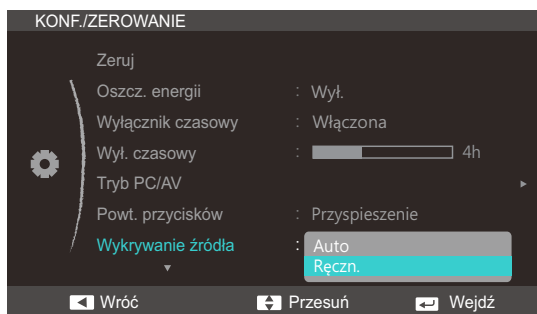 KONF./ZEROWANIE
Zeruj
Oszcz. energii : Wył.
Wyłącznik czasowy : Włączona
Wył. czasowy : 4h
Tryb PC/AV
Powt. przycisków : Przyspieszenie
Wykrywanie źródła : Auto
Ręczn.
Wróć Przesuń Wejdź